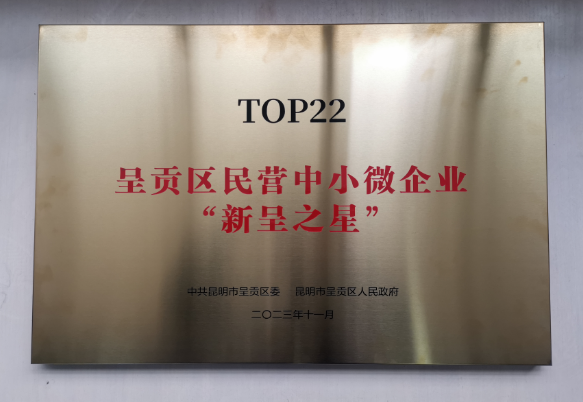 TOP22
呈贡区民营中小微企业
“新呈之星”
中共昆明市呈贡区委 昆明市呈贡区人民政府
二〇二三年十一月